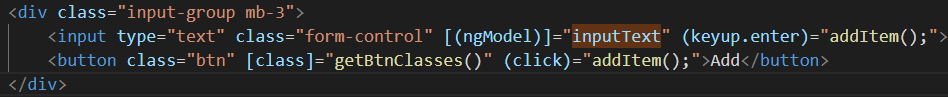 <div class="input-group mb-3">
<input type="text" class="form-control" [(ngModel)]="inputText" (keyup.enter)="addItem();">
<button class="btn" [class]="getBtnClasses()" (click)="addItem();">Add</button>
</div>